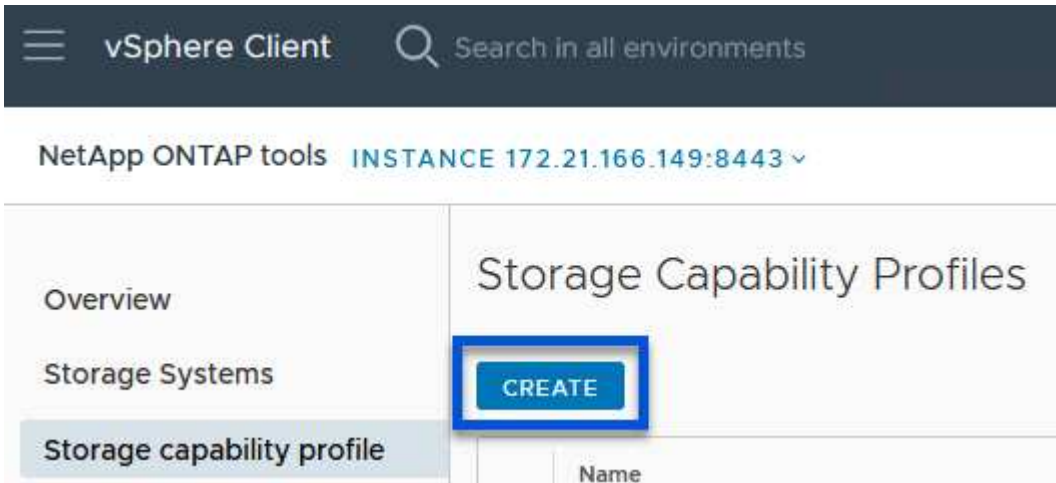 vSphere Client Search in all environments
NetApp ONTAP tools INSTANCE 172.21.166.149:8443
Overview
Storage Systems
Storage capability profile
Storage Capability Profiles
CREATE
Name